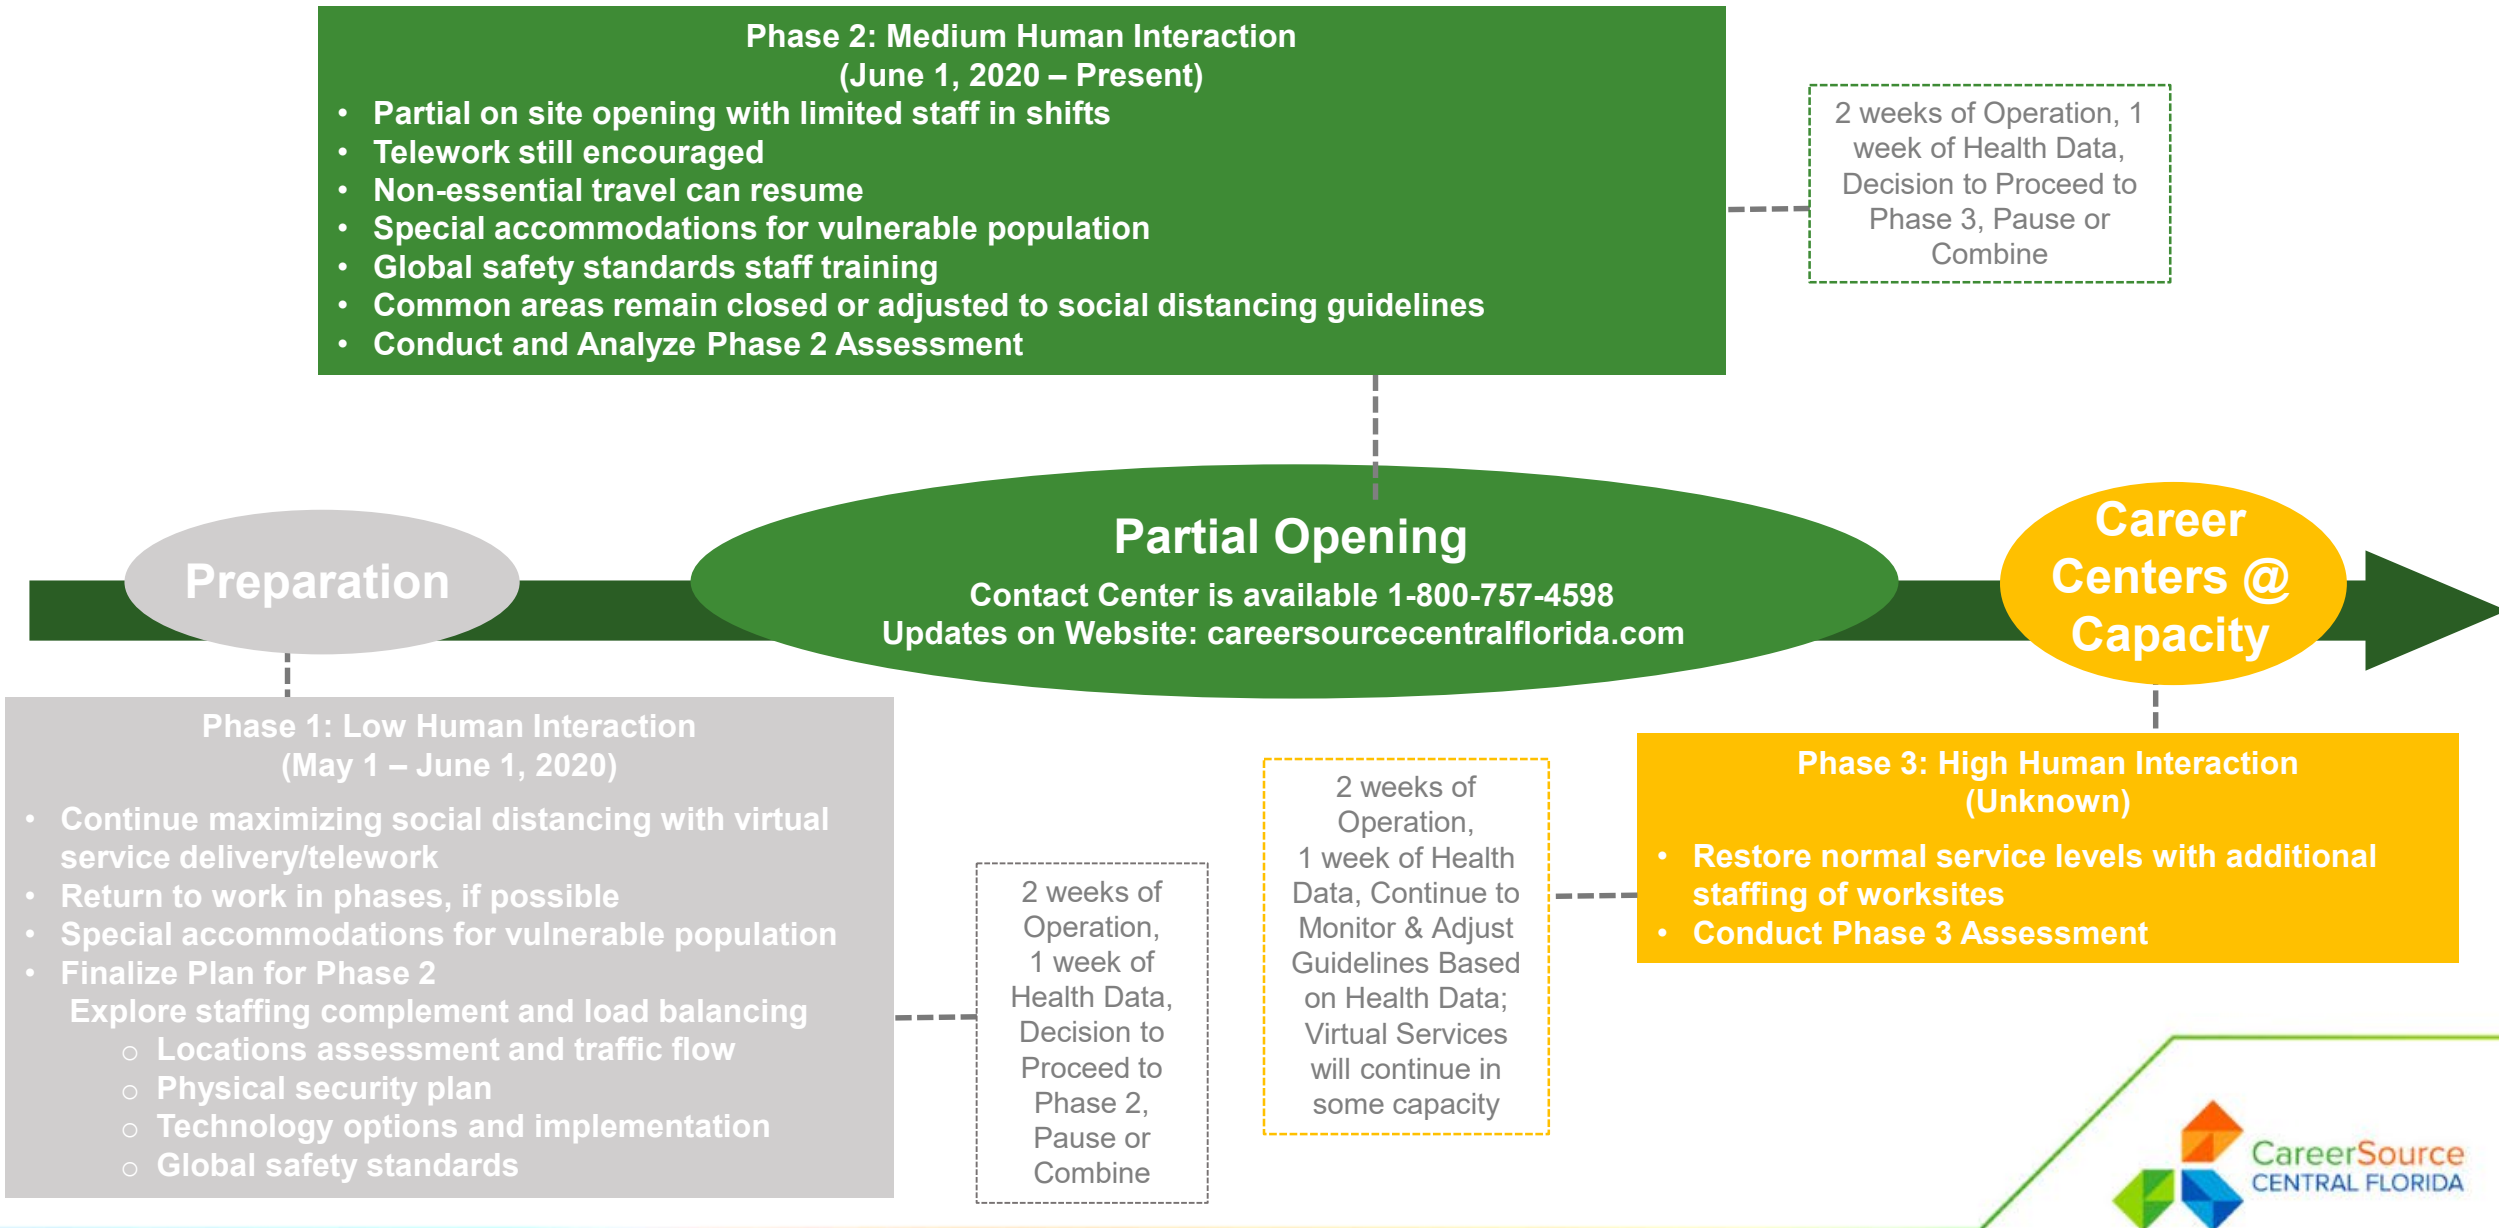 Phase 2: Medium Human Interaction
(June 1, 2020 – Present)
• Partial on site opening with limited staff in shifts
• Telework still encouraged
• Non-essential travel can resume
• Special accommodations for vulnerable population
• Global safety standards staff training
• Common areas remain closed or adjusted to social distancing guidelines
• Conduct and Analyze Phase 2 Assessment
2 weeks of Operation, 1
week of Health Data,
Decision to Proceed to
Phase 3, Pause or
Combine
Preparation
Partial Opening
Contact Center is available 1-800-757-4598
Updates on Website: careersourcecentralflorida.com
Career
Centers @
Capacity
Phase 1: Low Human Interaction
(May 1 – June 1, 2020)
• Continue maximizing social distancing with virtual
service delivery/telework
• Return to work in phases, if possible
• Special accommodations for vulnerable population
• Finalize Plan for Phase 2
Explore staffing complement and load balancing
o Locations assessment and traffic flow
o Physical security plan
o Technology options and implementation
o Global safety standards
2 weeks of
Operation,
1 week of
Health Data,
Decision to
Proceed to
Phase 2,
Pause or
Combine
2 weeks of
Operation,
1 week of Health
Data, Continue to
Monitor & Adjust
Guidelines Based
on Health Data;
Virtual Services
will continue in
some capacity
Phase 3: High Human Interaction
(Unknown)
• Restore normal service levels with additional
staffing of worksites
• Conduct Phase 3 Assessment
CareerSource
CENTRAL FLORIDA